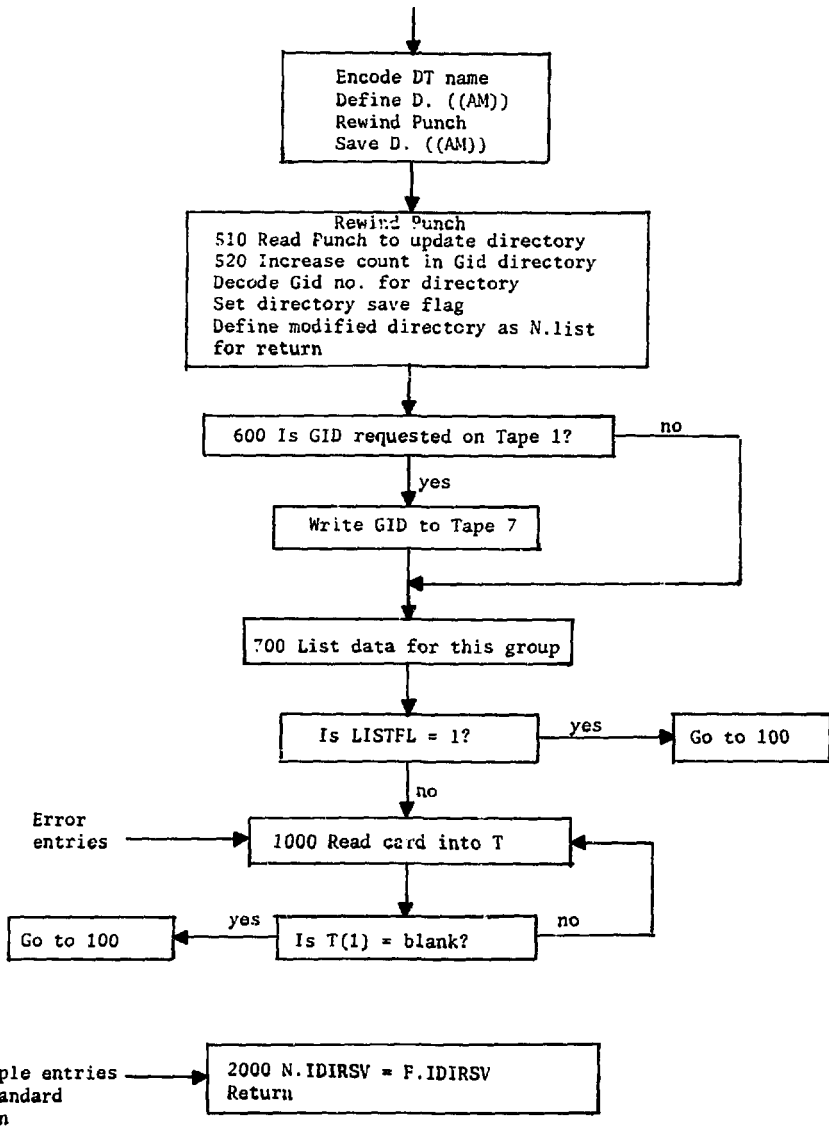 Encode DT name
Define D. ((AM))
Rewind Punch
Save D. ((AM))
Rewind Punch
510 Read Punch to update directory
520 Increase count in Gid directory
Decode Gid no. for directory
Set directory save flag
Define modified directory as N.list
for return
600 Is GID requested on Tape 1?
no
yes
Write GID to Tape 7
700 List data for this group
Is LISTFL = 1?
yes
Go to 100
no
Error
entries
1000 Read card into T
Go to 100
yes
Is T(1) = blank?
no
ple entries
andard
n
2000 N.IDIRSV = F.IDIRSV
Return